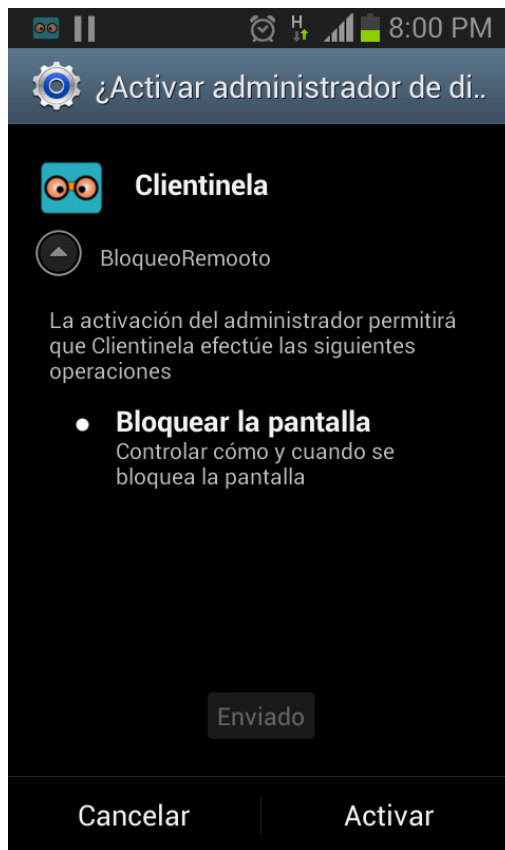 H 8:00 PM
¿Activar administrador de di..
Clientinela
BloqueoRemooto
La activación del administrador permitirá
que Clientinela efectúe las siguientes
operaciones
Bloquear la pantalla
Controlar cómo y cuando se
bloquea la pantalla
Enviado
Cancelar Activar